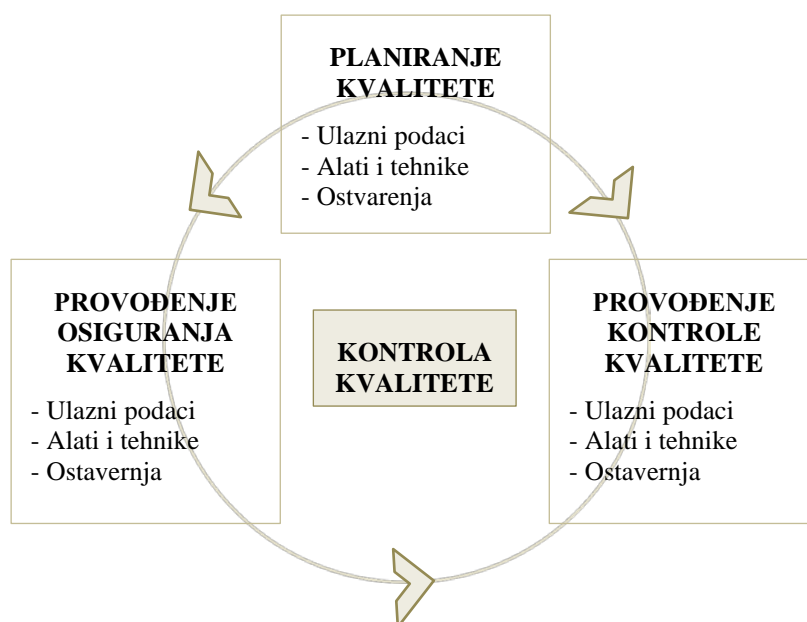 PLANIRANJE
KVALITETE
- Ulazni podaci
- Alati i tehnike
- Ostvarenja
PROVOĐENJE
OSIGURANJA
KVALITETE
- Ulazni podaci
- Alati i tehnike
- Ostavernja
KONTROLA
KVALITETE
PROVOĐENJE
KONTROLE
KVALITETE
- Ulazni podaci
- Alati i tehnike
- Ostavernja